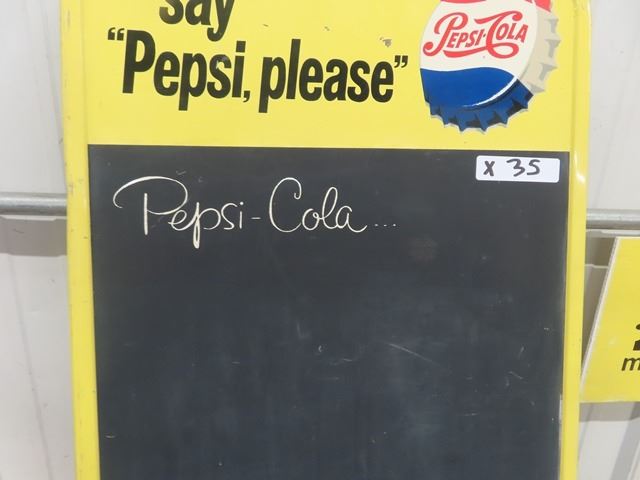 say
"Pepsi, please"
PEPSI-COLA
X 35
Pepsi-Cola...
m